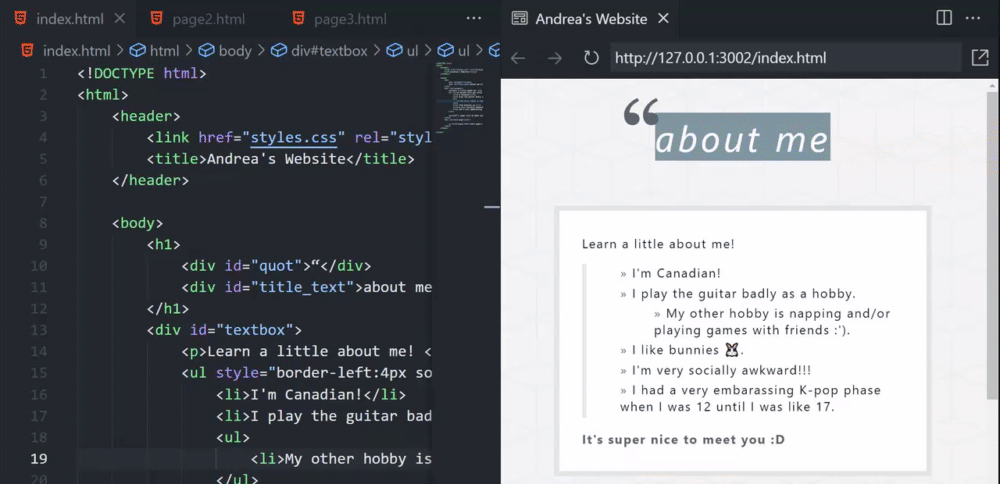 index.html
page2.html
page3.html
index.html > html > body > div#textbox > ul > ul >
1 <!DOCTYPE html>
2 <html>
3 <header>
4 <link href="styles.css" rel="styl
5 <title>Andrea's Website</title>
6 </header>
7
8 <body>
9 <h1>
10 <div id="quot">“</div>
11 <div id="title_text">about me
12 </h1>
13 <div id="textbox">
14 <p>Learn a little about me! <
15 <ul style="border-left:4px so
16 <li>I'm Canadian!</li>
17 <li>I play the guitar bad
18 <ul>
19 <li>My other hobby is
20 </ul>
Andrea's Website
http://127.0.0.1:3002/index.html
“
about me
Learn a little about me!
» I'm Canadian!
» I play the guitar badly as a hobby.
» My other hobby is napping and/or
playing games with friends :').
» I like bunnies 🐰.
» I'm very socially awkward!!!
» I had a very embarassing K-pop phase
when I was 12 until I was like 17.
It's super nice to meet you :D